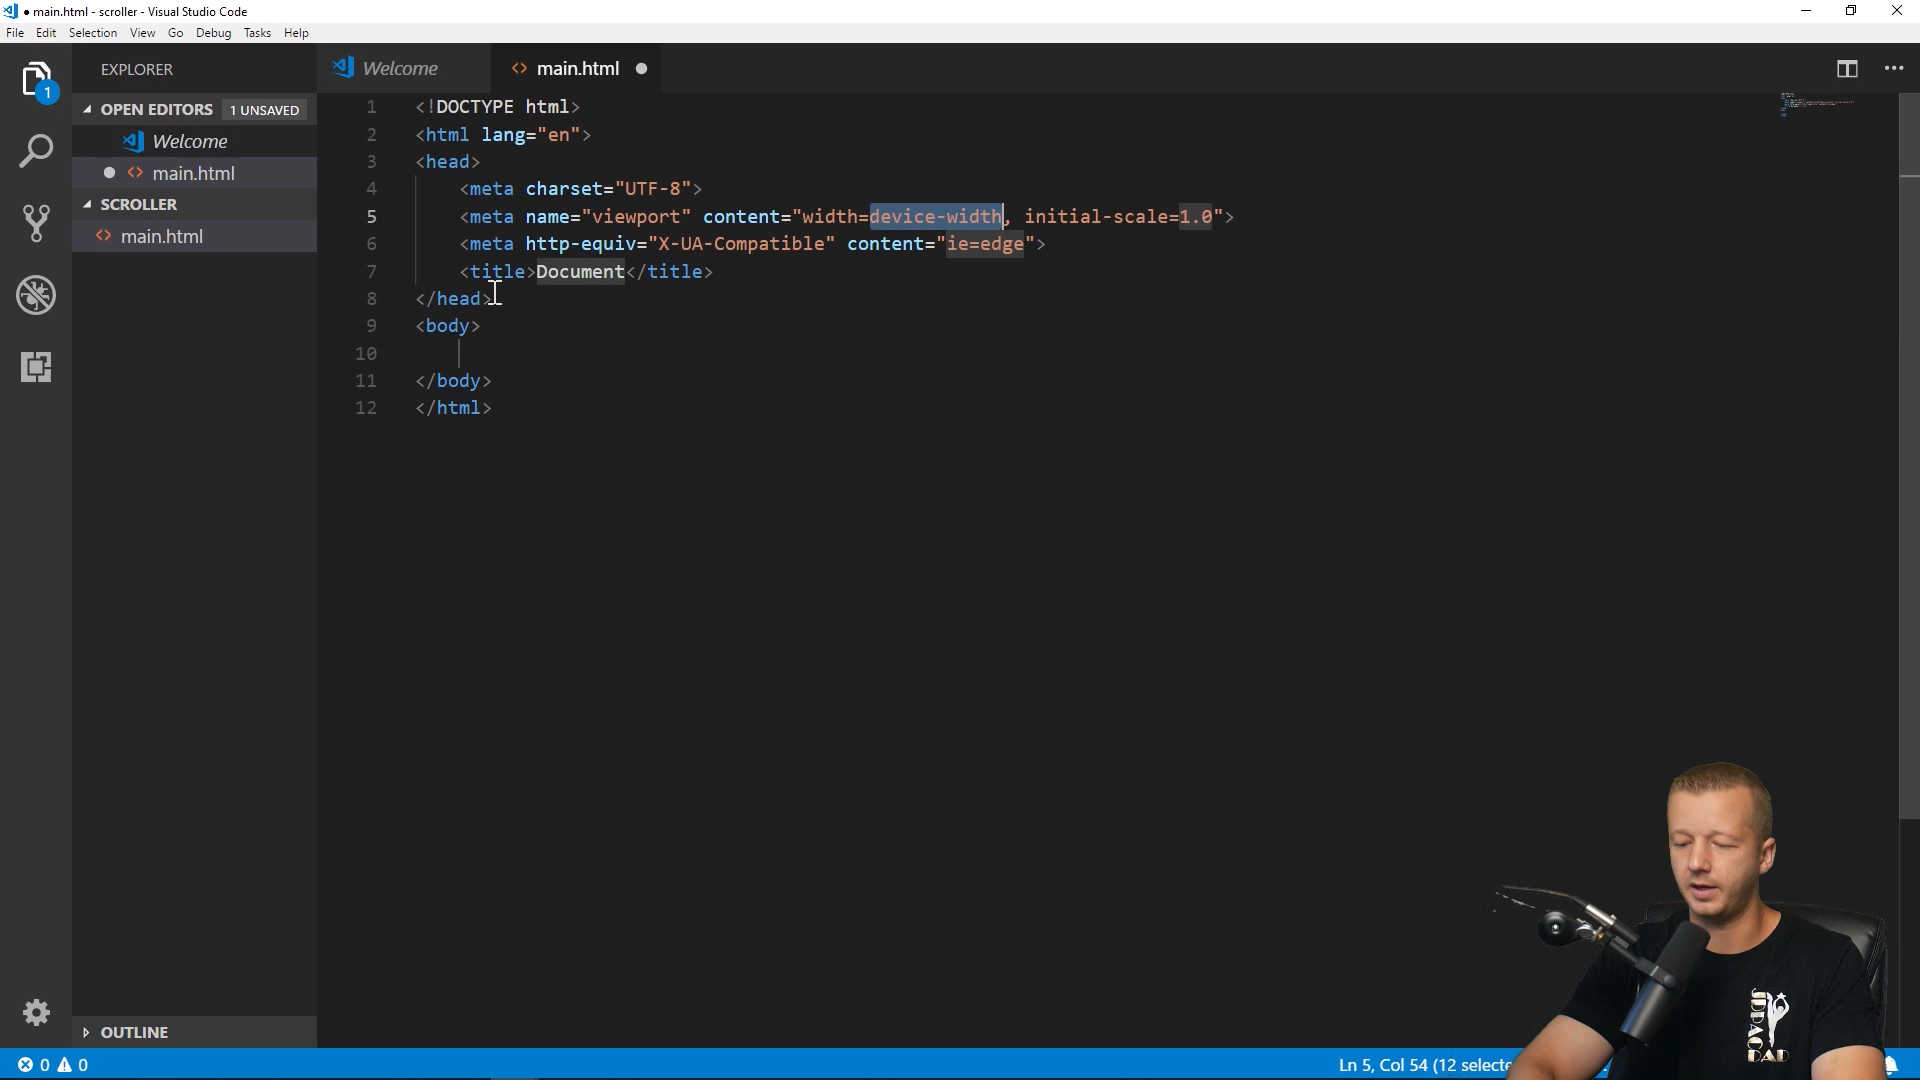 ● main.html - scroller - Visual Studio Code
File Edit Selection View Go Debug Tasks Help
EXPLORER
Welcome
main.html
OPEN EDITORS 1 UNSAVED
Welcome
main.html
SCROLLER
main.html
OUTLINE
1
1 <!DOCTYPE html>
2 <html lang="en">
3 <head>
4 <meta charset="UTF-8">
5 <meta name="viewport" content="width=device-width, initial-scale=1.0">
6 <meta http-equiv="X-UA-Compatible" content="ie=edge">
7 <title>Document</title>
8 </head>
9 <body>
10
11 </body>
12 </html>
0 0
Ln 5, Col 54 (12 selecte